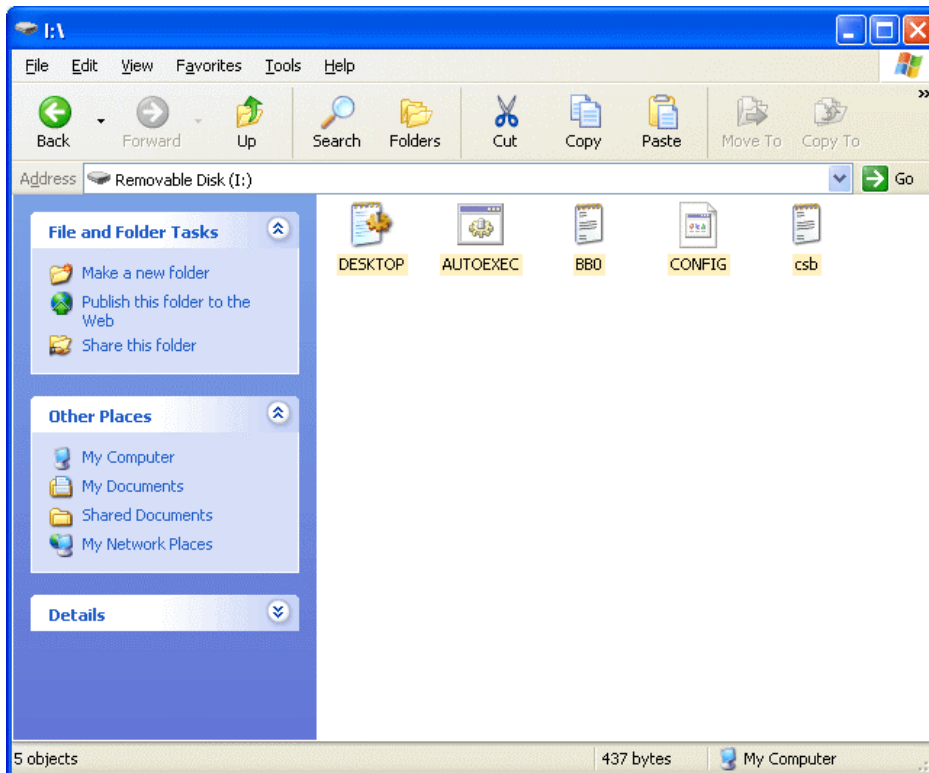 I:\
File Edit View Favorites Tools Help
Back Forward Up Search Folders Cut Copy Paste Move To Copy To »
Address Removable Disk (I:) Go
File and Folder Tasks
Make a new folder
Publish this folder to the
Web
Share this folder
Other Places
My Computer
My Documents
Shared Documents
My Network Places
Details
DESKTOP AUTOEXEC BB0 CONFIG csb
5 objects 437 bytes My Computer